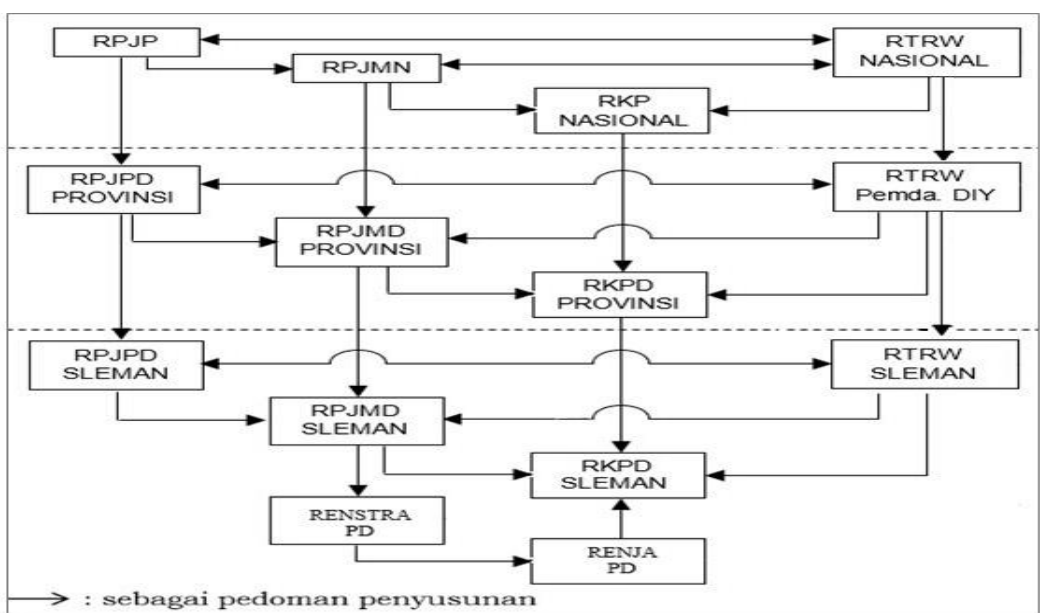 RPJP
RTRW
NASIONAL
RPJMN
RKP
NASIONAL
RPJPD
PROVINSI
RTRW
Pemda. DIY
RPJMD
PROVINSI
RKPD
PROVINSI
RPJPD
SLEMAN
RTRW
SLEMAN
RPJMD
SLEMAN
RKPD
SLEMAN
RENSTRA
PD
RENJA
PD
: sebagai pedoman penyusunan